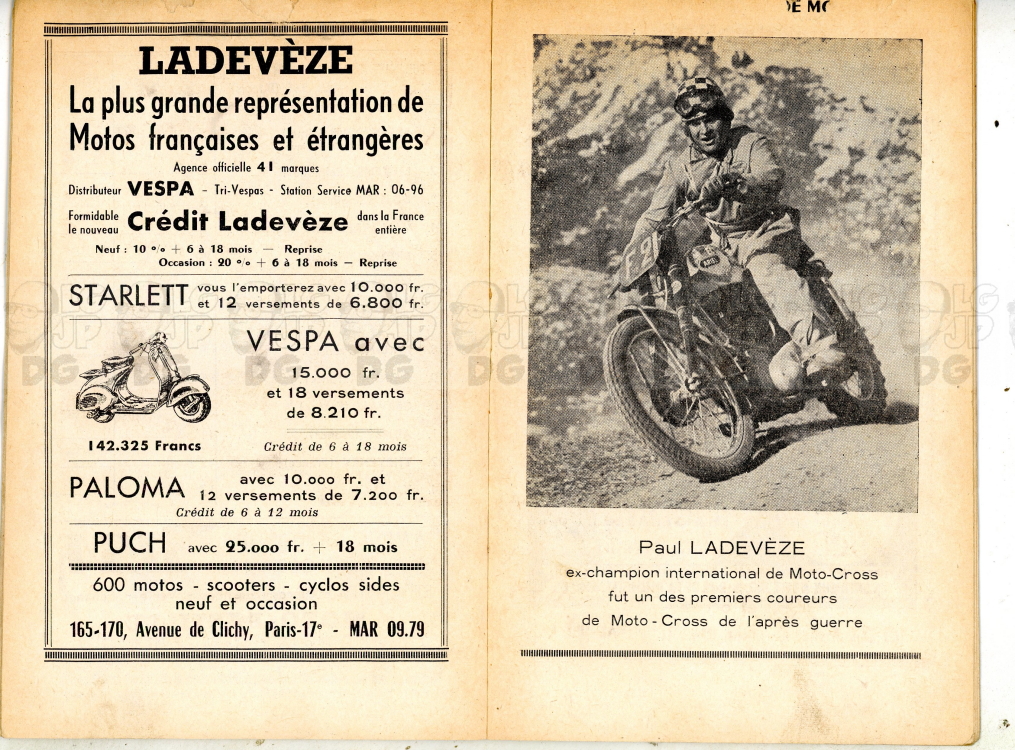 LADEVÈZE
La plus grande représentation de
Motos françaises et étrangères
Agence officielle 41 marques
Distributeur VESPA - Tri-Vespas - Station Service MAR : 06-96
Formidable le nouveau Crédit Ladevèze dans la France entière
Neuf : 10 % + 6 à 18 mois — Reprise
Occasion : 20 % + 6 à 18 mois — Reprise
STARLETT vous l'emporterez avec 10.000 fr.
et 12 versements de 6.800 fr.
VESPA avec
15.000 fr.
et 18 versements
de 8.210 fr.
142.325 Francs
Crédit de 6 à 18 mois
PALOMA avec 10.000 fr. et
12 versements de 7.200 fr.
Crédit de 6 à 12 mois
PUCH avec 25.000 fr. + 18 mois
600 motos - scooters - cyclos sides
neuf et occasion
165-170, Avenue de Clichy, Paris-17e - MAR 09.79
Paul LADEVÈZE
ex-champion international de Moto-Cross
fut un des premiers coureurs
de Moto-Cross de l'après guerre
LG
JP
DG